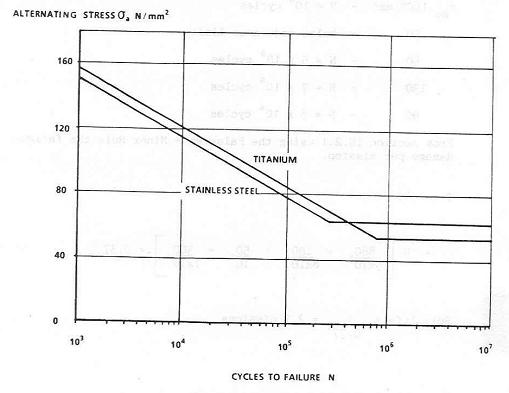 ALTERNATING STRESS σa N/mm²
160
120
TITANIUM
STAINLESS STEEL
80
40
0
10³ 10⁴ 10⁵ 10⁶ 10⁷
CYCLES TO FAILURE N